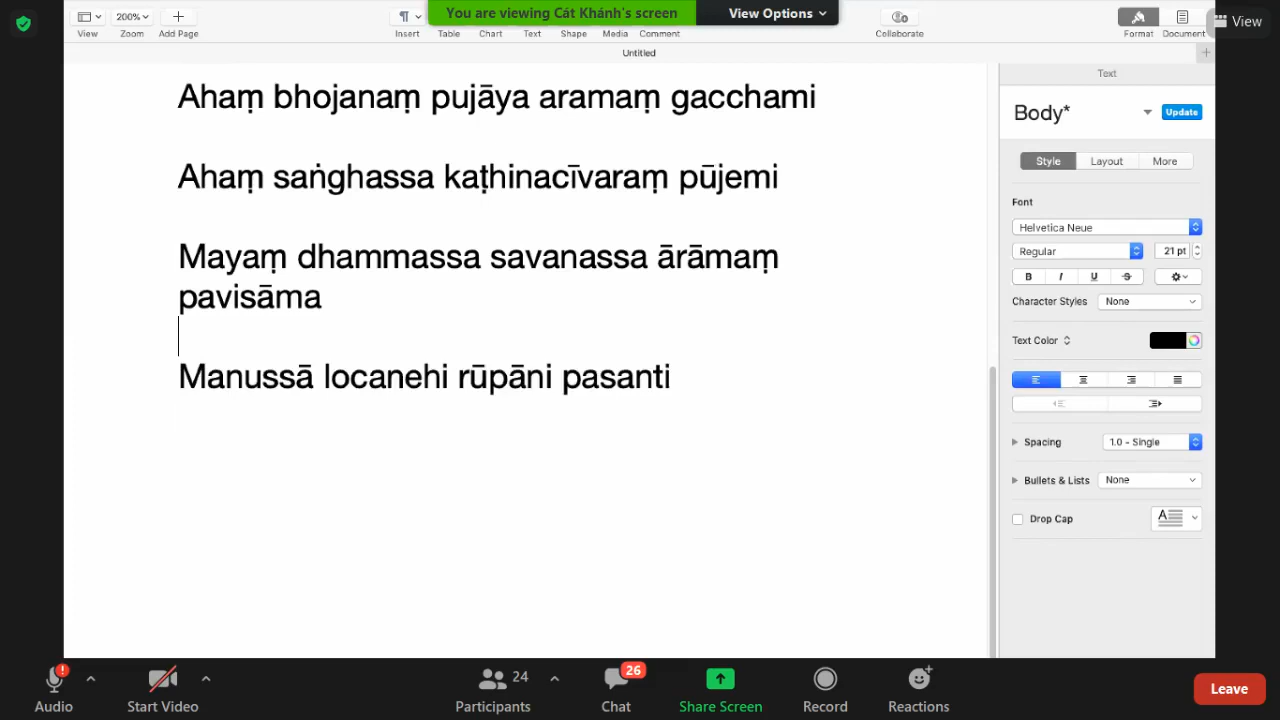 You are viewing Cát Khánh's screen
View Options
View
200%
View
Zoom
Add Page
Insert
Table
Chart
Text
Shape
Media
Comment
Collaborate
Format
Document
Untitled
Ahaṃ bhojanaṃ pujāya aramaṃ gacchami
Ahaṃ saṅghassa kaṭhinacīvaraṃ pūjemi
Mayaṃ dhammassa savanassa ārāmaṃ
pavisāma
Manussā locanehi rūpāni pasanti
Text
Body*
Update
Style
Layout
More
Font
Helvetica Neue
Regular
21 pt
B I U S
Character Styles
None
Text Color
Spacing
1.0 - Single
Bullets & Lists
None
Drop Cap
A
Audio
Start Video
24
Participants
26
Chat
Share Screen
Record
Reactions
Leave